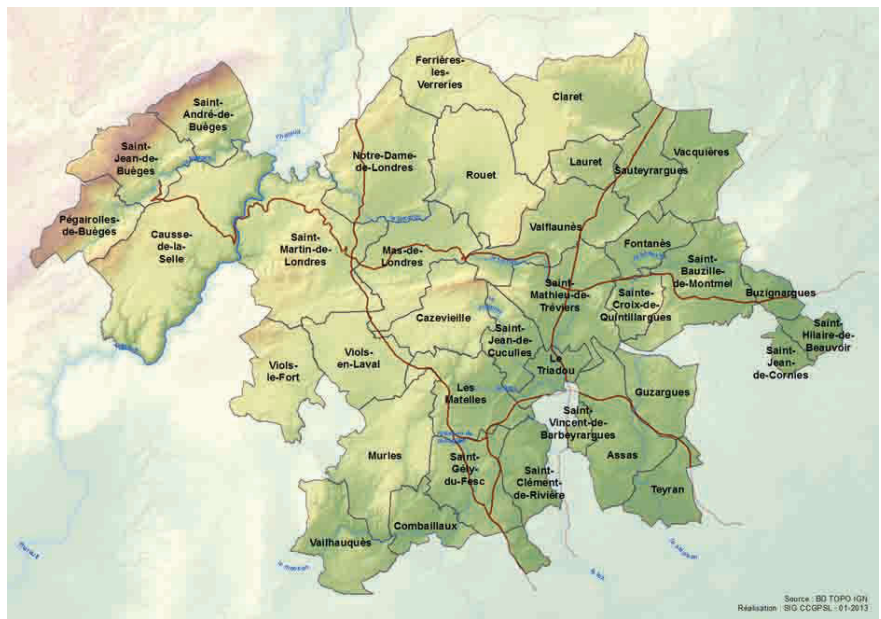 Ferrières-
les-
Verreries
Claret
Saint-
André-de-
Buèges
Saint-
Jean-de-
Buèges
Notre-Dame-
de-Londres
Rouet
Lauret
Sauteyrargues
Vacquières
Pégairolles-
de-Buèges
Causse-
de-la-
Selle
Saint-
Martin-de-
Londres
Mas-de-
Londres
Valflaunès
Fontanès
Saint-
Bauzille-
de-Montmel
Buzignargues
Saint-
Mathieu-de-
Tréviers
Sainte-
Croix-de-
Quintillargues
Cazevieille
Saint-
Jean-de-
Cuculles
Saint-
Hilaire-de-
Beauvoir
Saint-
Jean-
de-Cornies
Viols-
le-Fort
Viols-
en-Laval
Le
Triadou
Les
Matelles
Guzargues
Saint-
Vincent-de-
Barbeyrargues
Assas
Murles
Saint-
Gély-
du-Fesc
Saint-
Clément-
de-Rivière
Teyran
Combaillaux
Vailhauquès
Source : BD TOPO IGN
Réalisation : SIG CCGPSL - 01-2013